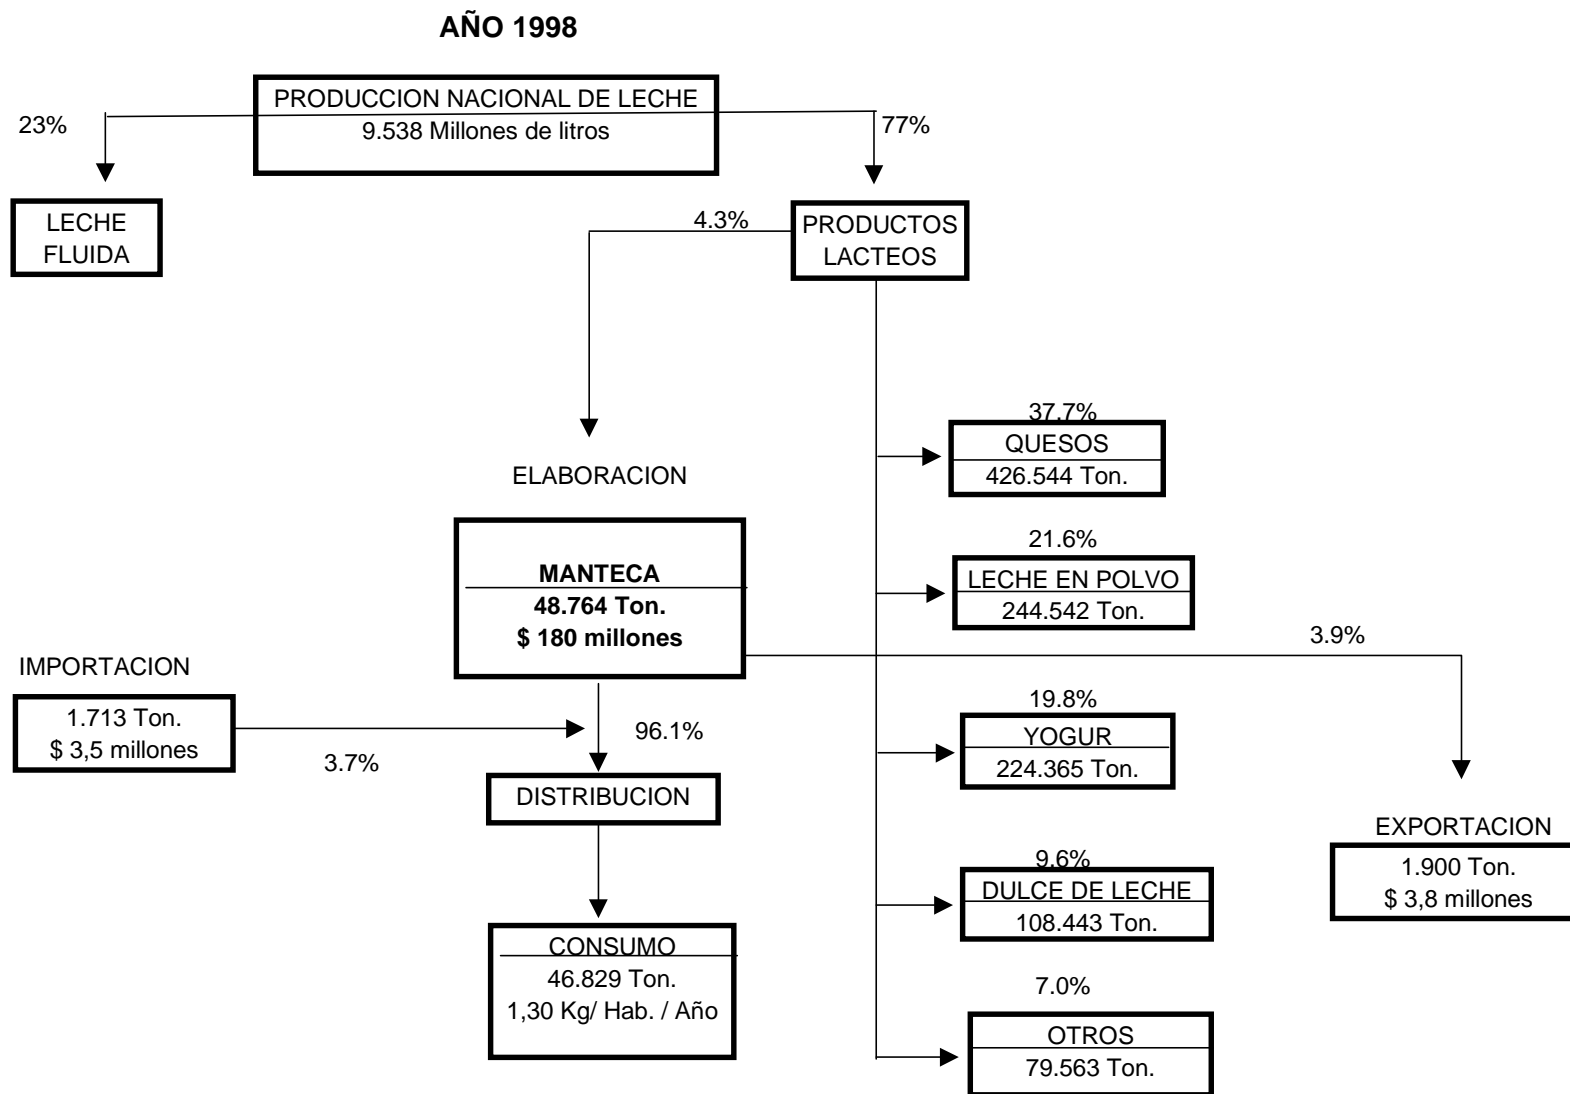 AÑO 1998
PRODUCCION NACIONAL DE LECHE
9.538 Millones de litros
23%
77%
LECHE
FLUIDA
4.3%
PRODUCTOS
LACTEOS
37.7%
QUESOS
426.544 Ton.
ELABORACION
MANTECA
48.764 Ton.
$ 180 millones
21.6%
LECHE EN POLVO
244.542 Ton.
3.9%
IMPORTACION
1.713 Ton.
$ 3,5 millones
3.7%
96.1%
19.8%
YOGUR
224.365 Ton.
DISTRIBUCION
EXPORTACION
1.900 Ton.
$ 3,8 millones
9.6%
DULCE DE LECHE
108.443 Ton.
CONSUMO
46.829 Ton.
1,30 Kg/ Hab. / Año
7.0%
OTROS
79.563 Ton.